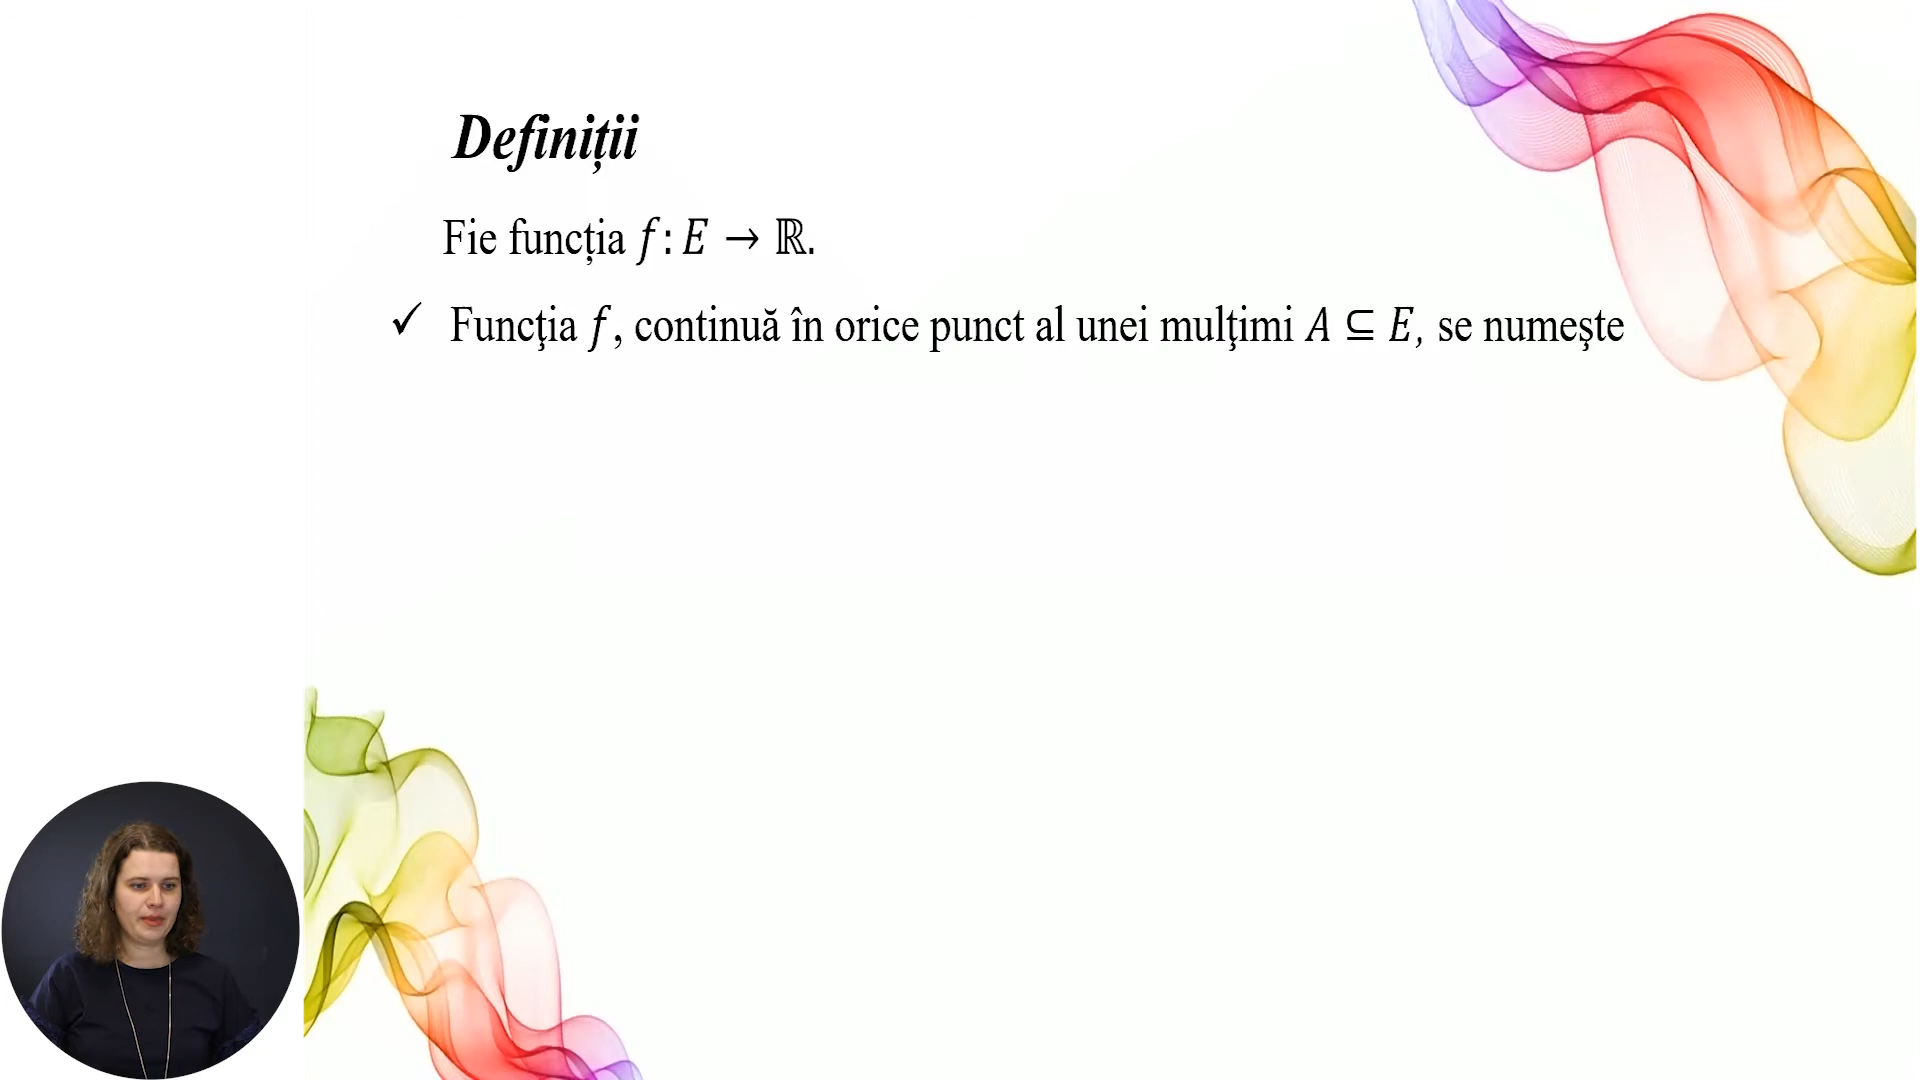 Definiții
Fie funcția f: E → ℝ.
✓ Funcţia f, continuă în orice punct al unei mulţimi A ⊆ E, se numeşte